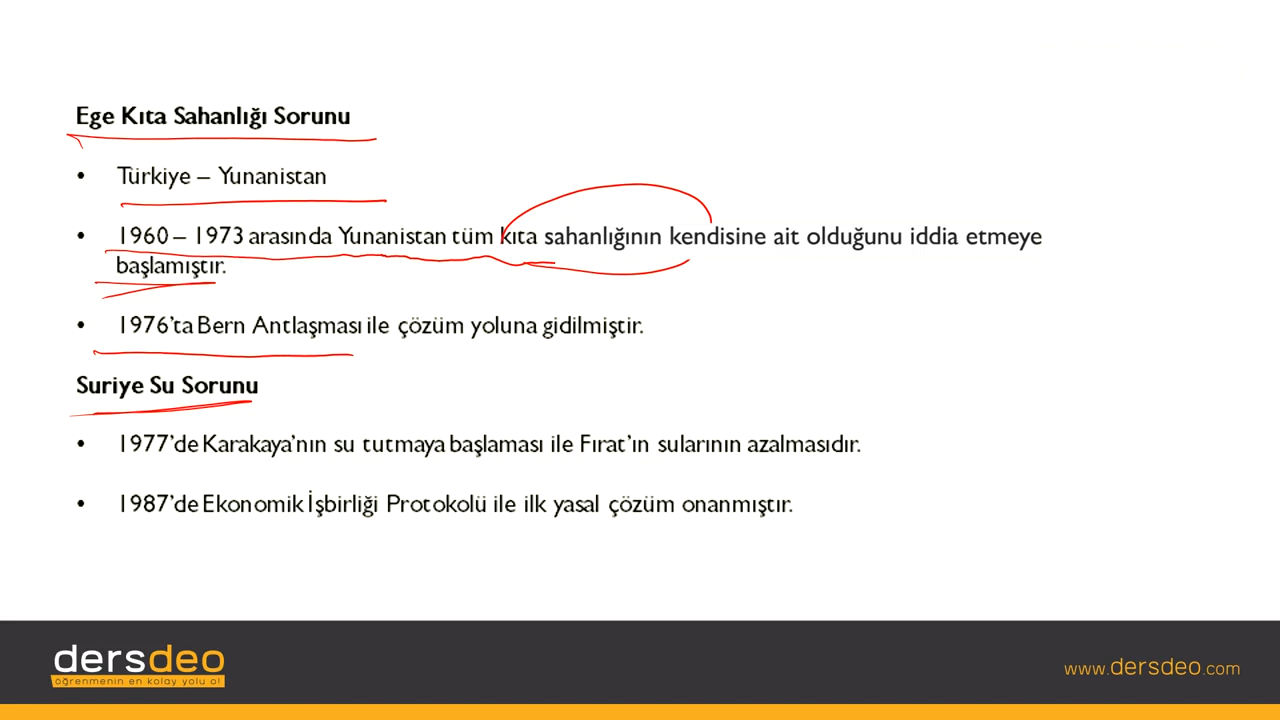 Ege Kıta Sahanlığı Sorunu
• Türkiye – Yunanistan
• 1960 – 1973 arasında Yunanistan tüm kıta sahanlığının kendisine ait olduğunu iddia etmeye
başlamıştır.
• 1976'ta Bern Antlaşması ile çözüm yoluna gidilmiştir.
Suriye Su Sorunu
• 1977'de Karakaya'nın su tutmaya başlaması ile Fırat'ın sularının azalmasıdır.
• 1987'de Ekonomik İşbirliği Protokolü ile ilk yasal çözüm onanmıştır.
dersdeo
öğrenmenin en kolay yolu o!
www.dersdeo.com